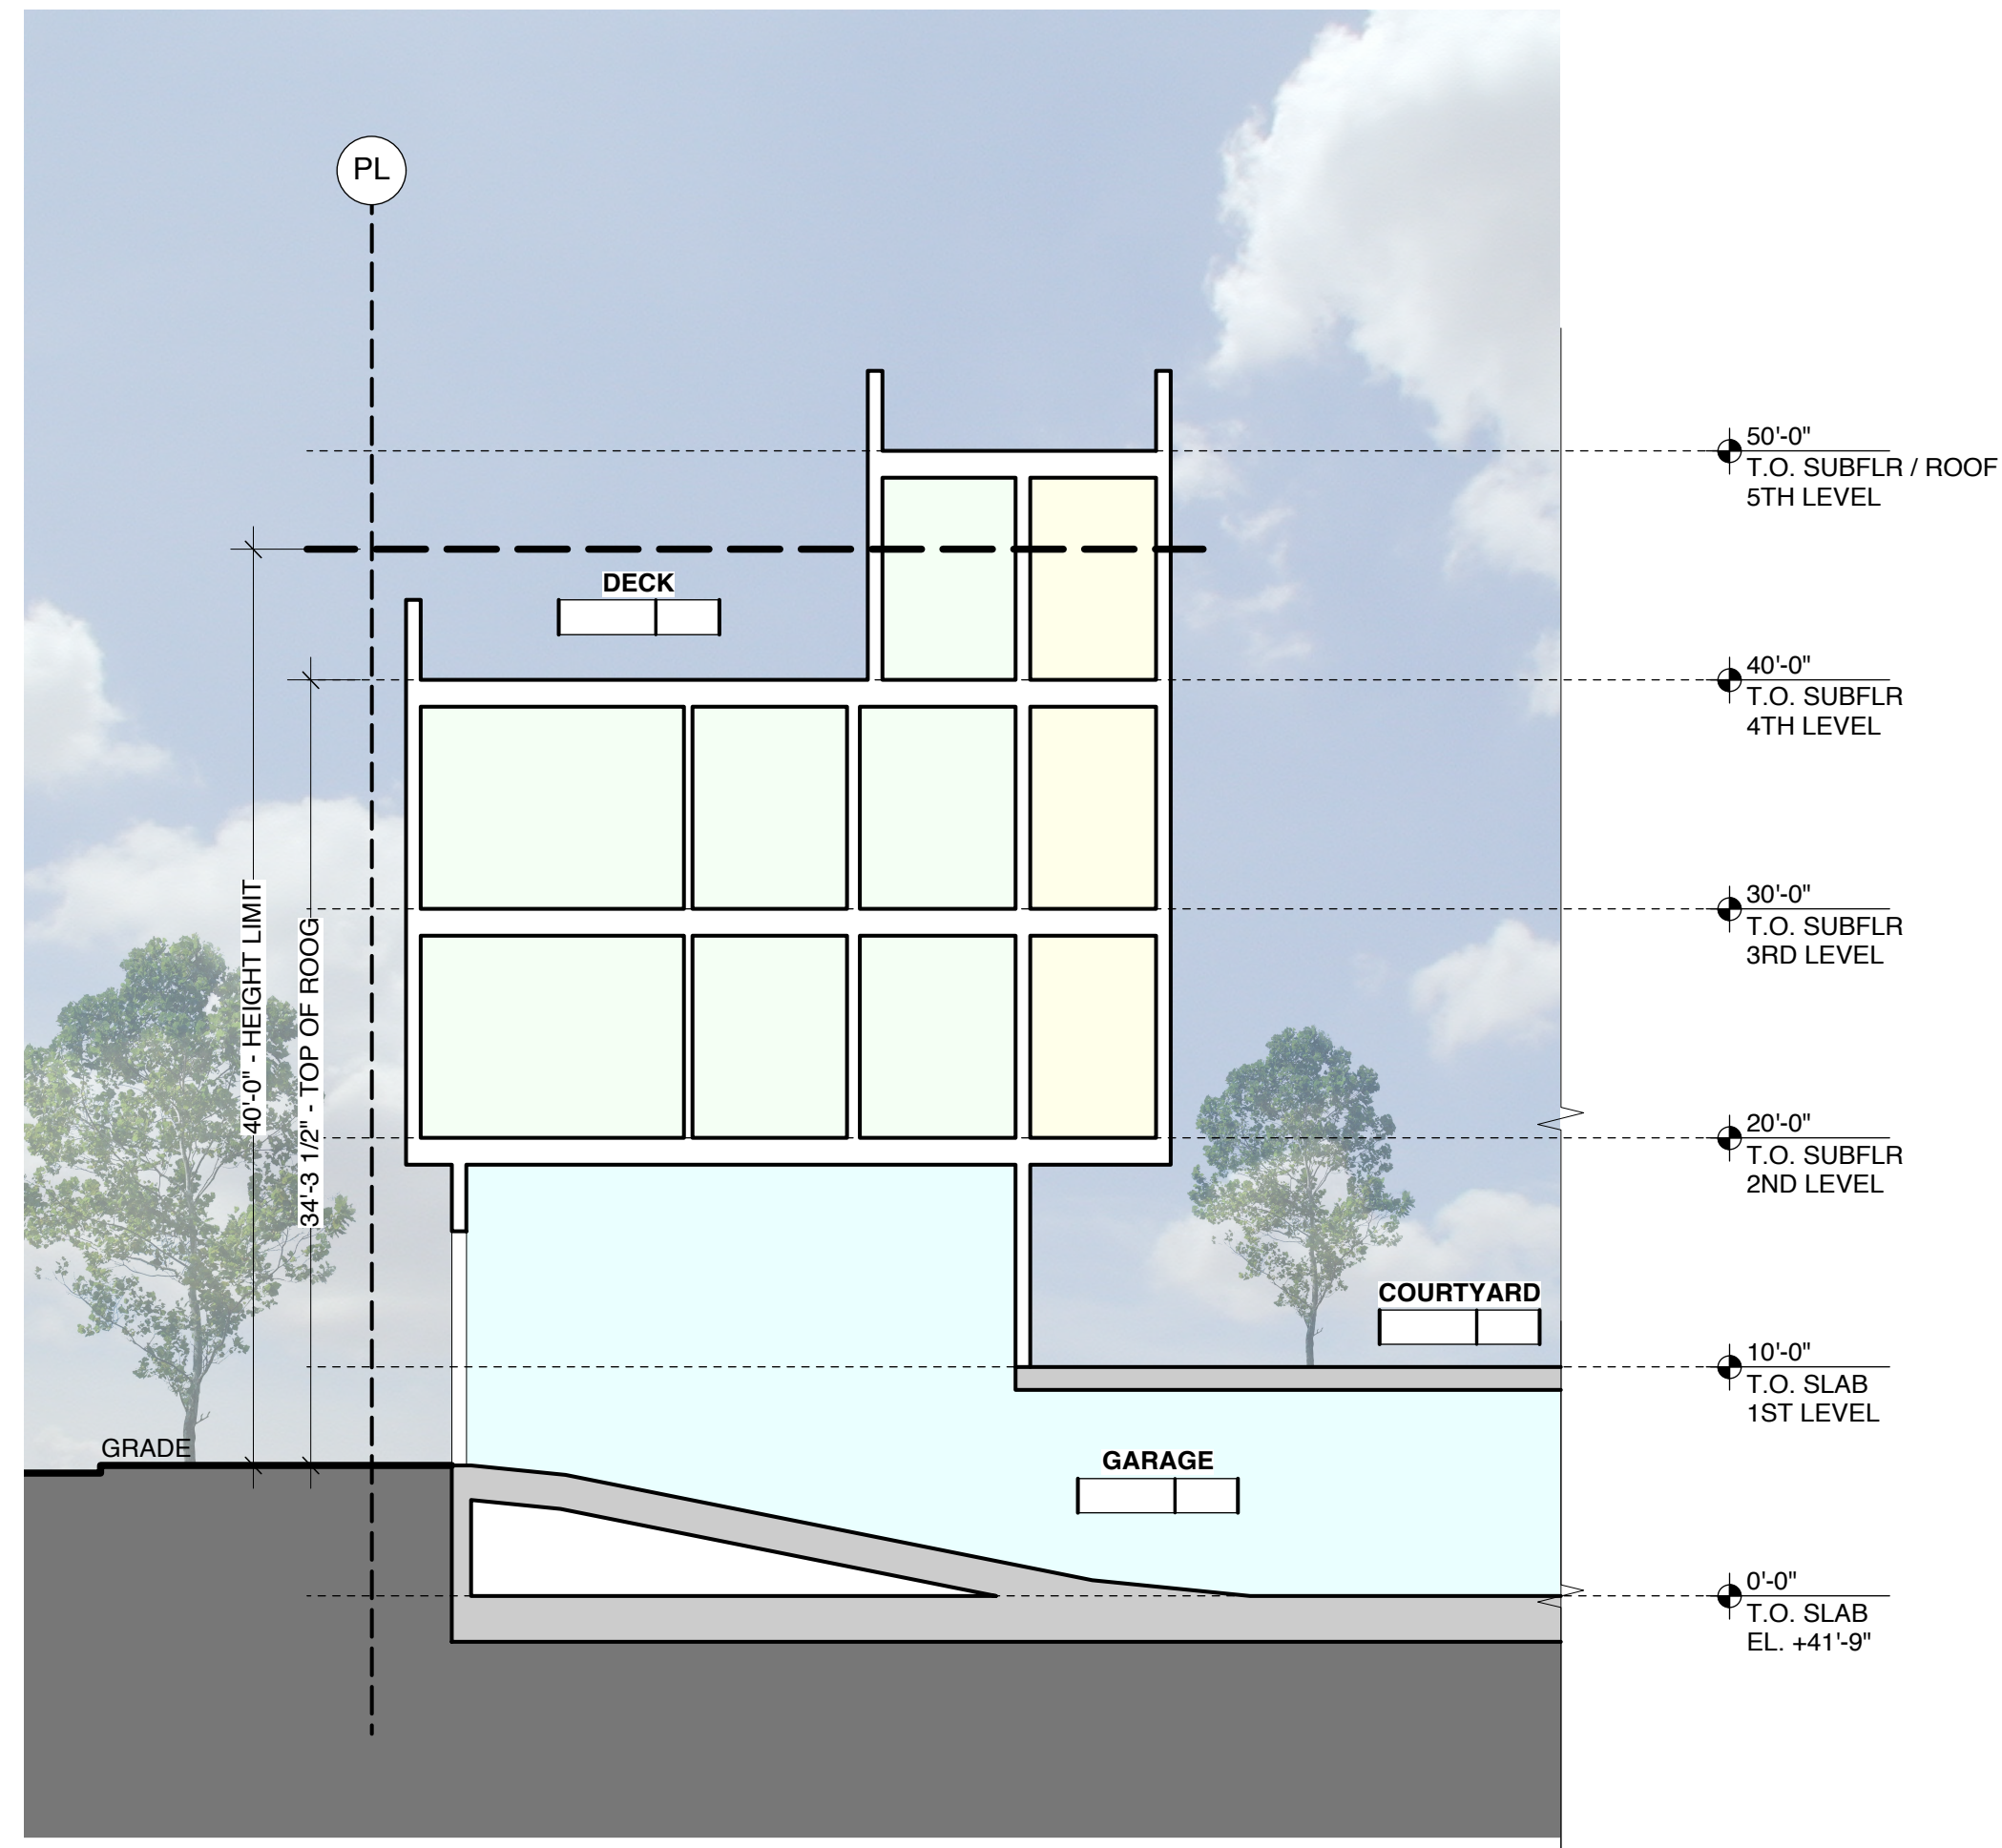 PL
50'-0"
T.O. SUBFLR / ROOF
5TH LEVEL
DECK
40'-0"
T.O. SUBFLR
4TH LEVEL
40'-0" - HEIGHT LIMIT
34'-3 1/2" - TOP OF ROOG
30'-0"
T.O. SUBFLR
3RD LEVEL
20'-0"
T.O. SUBFLR
2ND LEVEL
COURTYARD
10'-0"
T.O. SLAB
1ST LEVEL
GRADE
GARAGE
0'-0"
T.O. SLAB
EL. +41'-9"